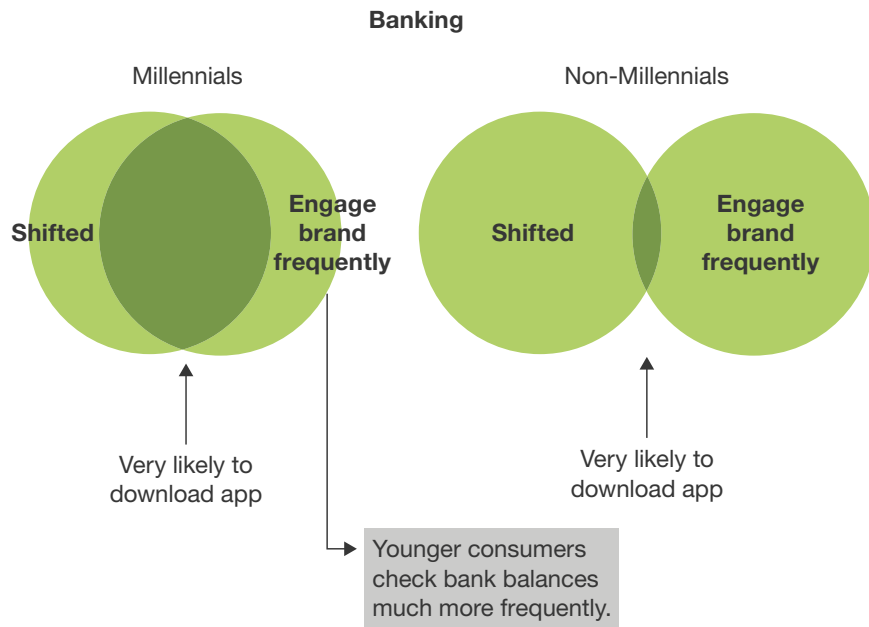 Banking
Millennials
Non-Millennials
Shifted
Engage
brand
frequently
Shifted
Engage
brand
frequently
Very likely to
download app
Very likely to
download app
Younger consumers
check bank balances
much more frequently.